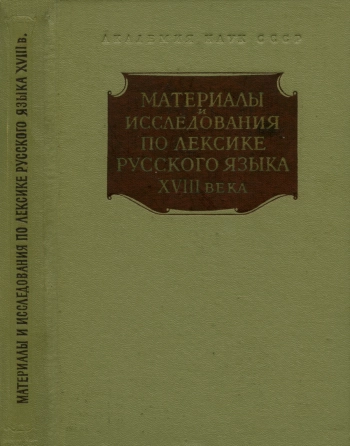 АКАДЕМИЯ НАУК СССР
МАТЕРИАЛЫ
И
ИССЛЕДОВАНИЯ
ПО ЛЕКСИКЕ
РУССКОГО ЯЗЫКА
XVIII ВЕКА
МАТЕРИАЛЫ И ИССЛЕДОВАНИЯ ПО ЛЕКСИКЕ РУССКОГО ЯЗЫКА XVIII В.